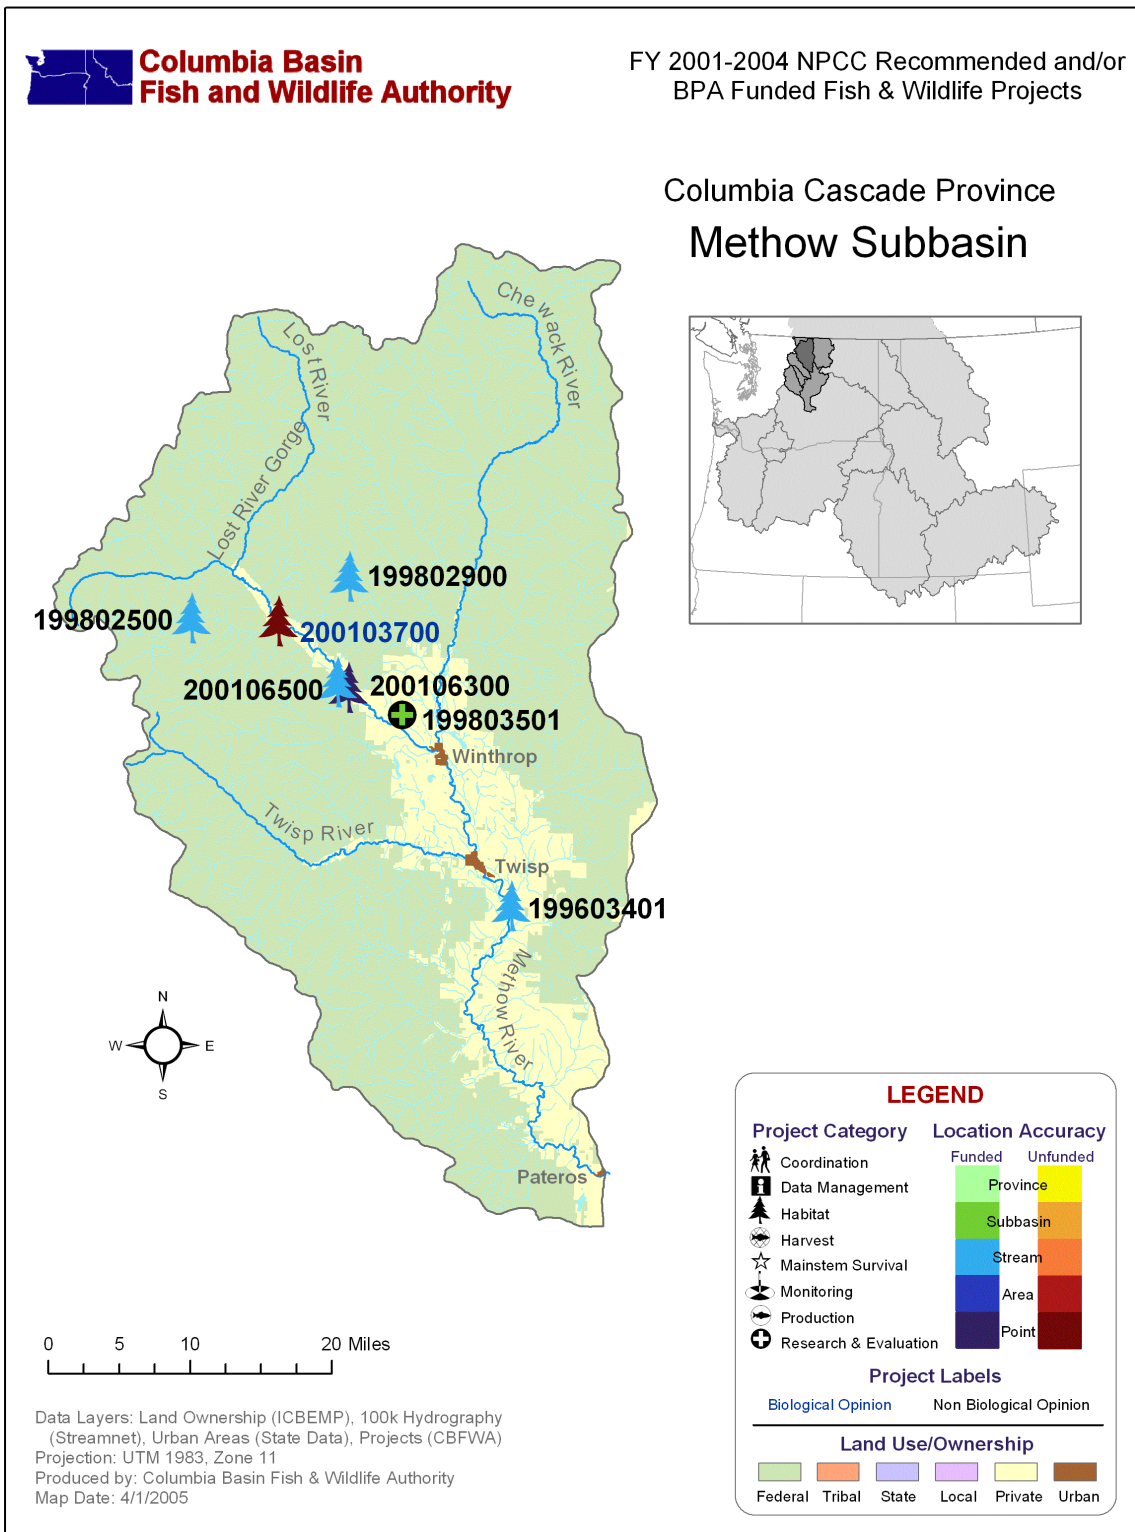 Columbia Basin
Fish and Wildlife Authority
FY 2001-2004 NPCC Recommended and/or
BPA Funded Fish & Wildlife Projects
Columbia Cascade Province
Methow Subbasin
Chewack River
Lost River
Lost River Gorge
199802900
199802500
200103700
200106500
200106300
199803501
Winthrop
Twisp River
Twisp
199603401
Methow River
N
W
E
S
Pateros
LEGEND
Project Category
Location Accuracy
Funded
Unfunded
Coordination
Data Management
Habitat
Harvest
Mainstem Survival
Monitoring
Production
Research & Evaluation
Province
Subbasin
Stream
Area
Point
Project Labels
Biological Opinion
Non Biological Opinion
Land Use/Ownership
Federal
Tribal
State
Local
Private
Urban
0 5 10 20 Miles
Data Layers: Land Ownership (ICBEMP), 100k Hydrography
(Streamnet), Urban Areas (State Data), Projects (CBFWA)
Projection: UTM 1983, Zone 11
Produced by: Columbia Basin Fish & Wildlife Authority
Map Date: 4/1/2005